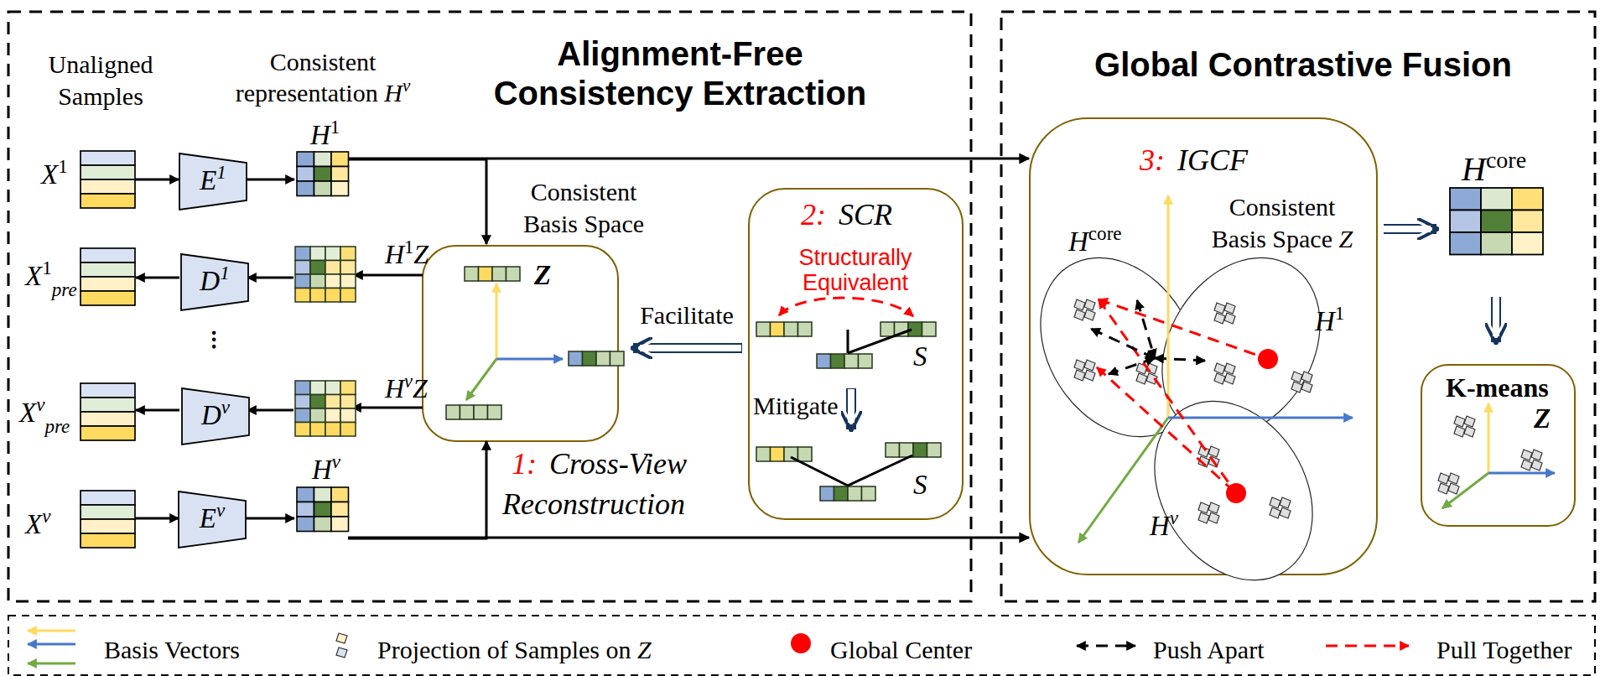 Alignment-Free
Consistency Extraction
Unaligned
Samples
Consistent
representation H^v
X^1
E^1
H^1
X^1_pre
D^1
H^1Z
⋮
X^v_pre
D^v
H^vZ
X^v
E^v
H^v
Consistent
Basis Space
Z
1: Cross-View
Reconstruction
Facilitate
2: SCR
Structurally
Equivalent
S
Mitigate
S
Global Contrastive Fusion
3: IGCF
Consistent
Basis Space Z
H^core
H^1
H^v
H^core
K-means
Z
Basis Vectors
Projection of Samples on Z
Global Center
Push Apart
Pull Together